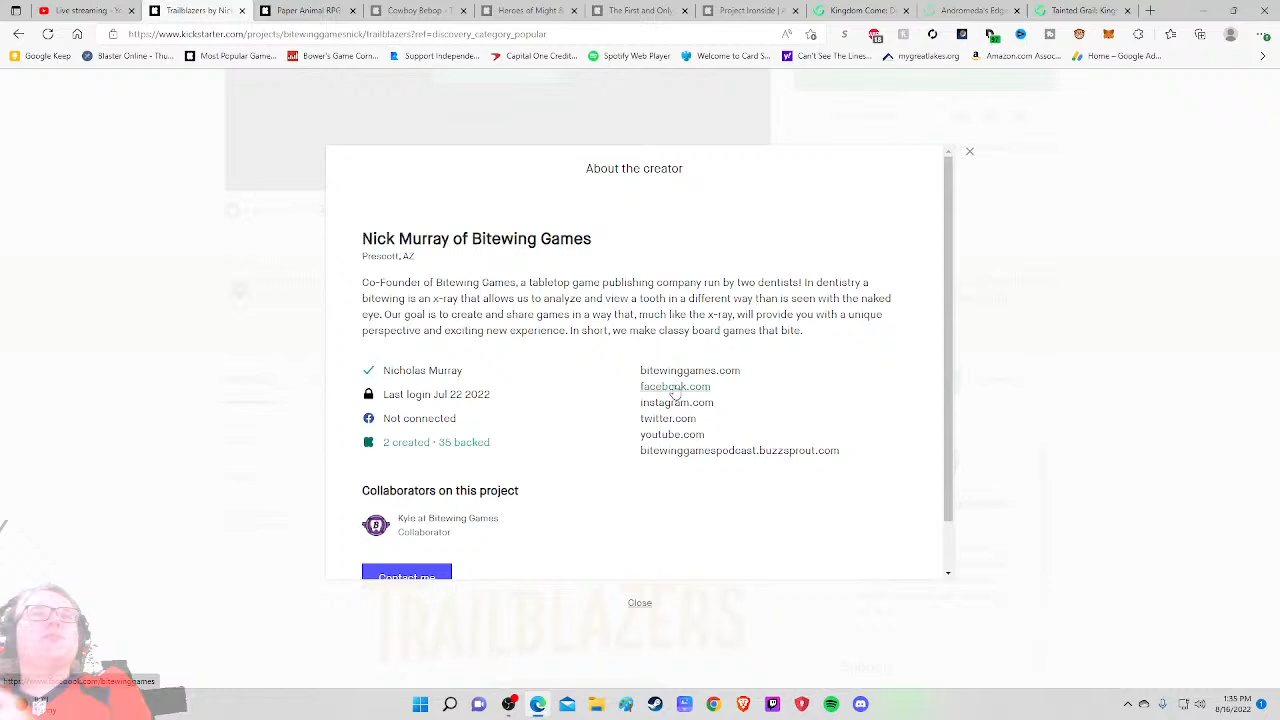 Live streaming - Yo
Trailblazers by Nick
Paper Animal RPG
Cowboy Bebop - T
Heroes of Might &
The First and Only
Project Ironside | A
Kingdom Come: D
Andromeda's Edge
Tainted Grail: King
https://www.kickstarter.com/projects/bitewinggamesnick/trailblazers?ref=discovery_category_popular
Google Keep
Blaster Online - Th
Most Popular Game
Bower's Game Corn
Support Independe
Capital One Credit
Spotify Web Player
Welcome to Card S
Can't See The Lines
mygreatlakes.org
Amazon.com Assoc
Home – Google Ad
About the creator
Nick Murray of Bitewing Games
Prescott, AZ
Co-Founder of Bitewing Games, a tabletop game publishing company run by two dentists! In dentistry a
bitewing is an x-ray that allows us to analyze and view a tooth in a different way than is seen with the naked
eye. Our goal is to create and share games in a way that, much like the x-ray, will provide you with a unique
perspective and exciting new experience. In short, we make classy board games that bite.
Nicholas Murray
Last login Jul 22 2022
Not connected
2 created · 35 backed
bitewinggames.com
facebook.com
instagram.com
twitter.com
youtube.com
bitewinggamespodcast.buzzsprout.com
Collaborators on this project
Kyle at Bitewing Games
Collaborator
Contact me
Close
TRAILBLAZERS
Support
https://www.facebook.com/bitewinggames
1:35 PM
8/16/2022